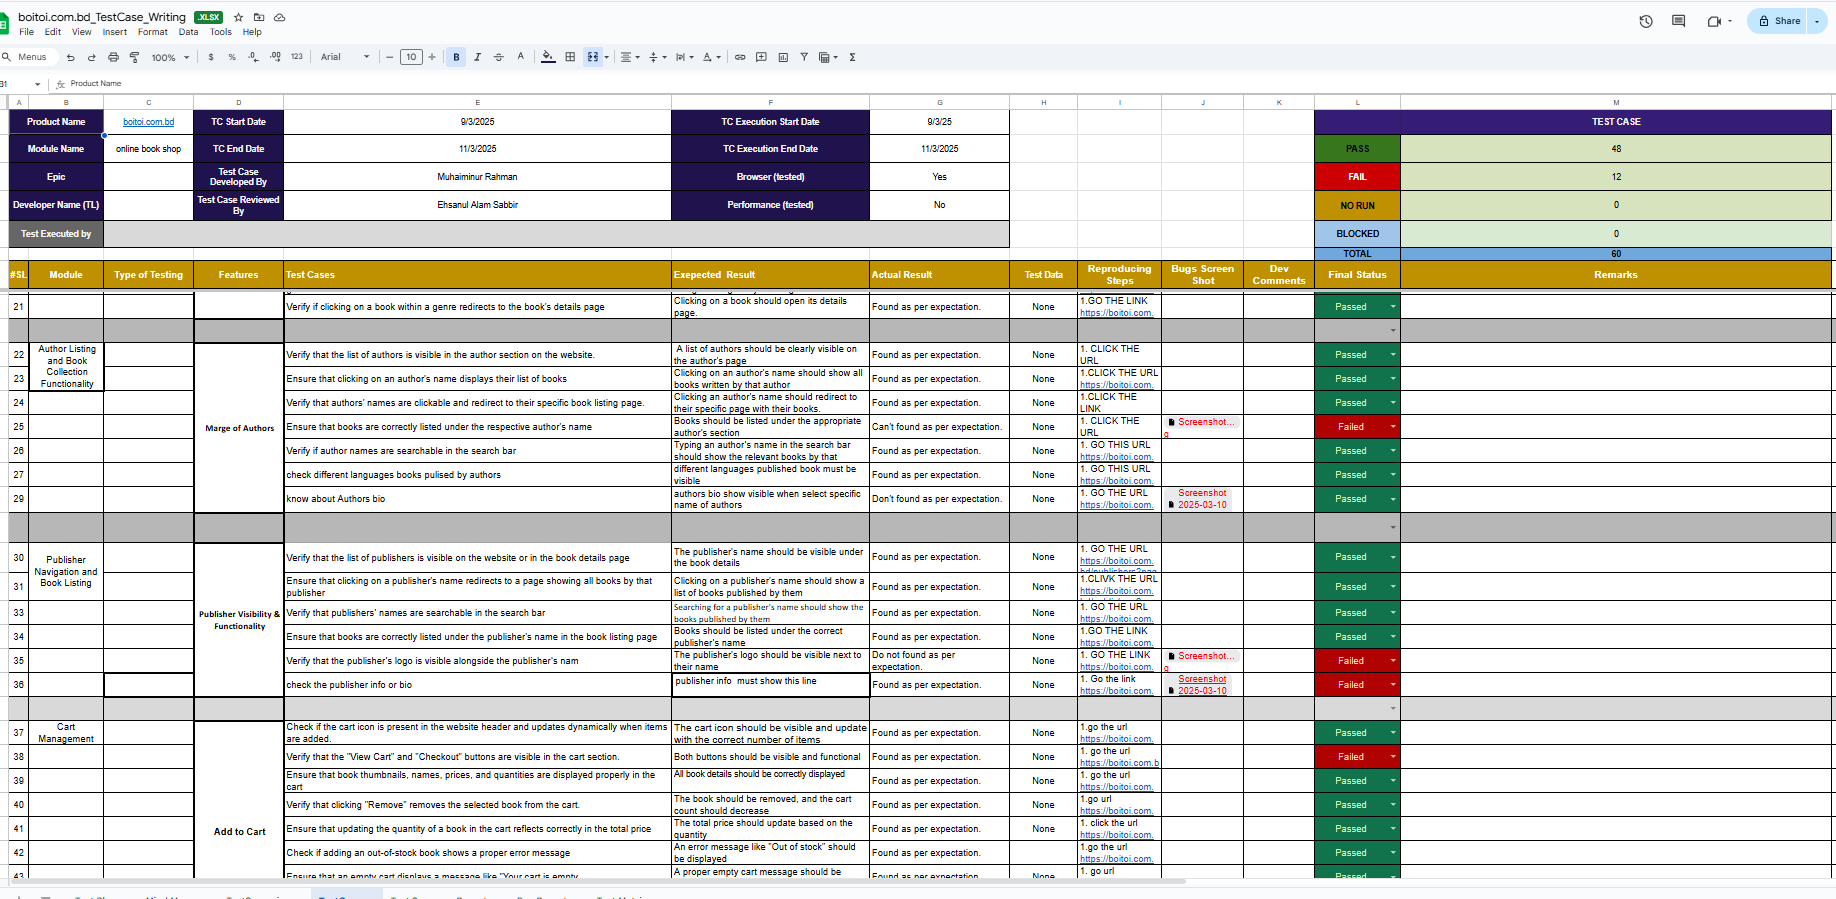 boitoi.com.bd_TestCase_Writing .XLSX
File Edit View Insert Format Data Tools Help
Share
Menus 100% $ % .0 .00 123 Arial 10 B I A Σ
fx Product Name
A B C D E F G H I J K L M
Product Name boitoi.com.bd TC Start Date 9/3/2025 TC Execution Start Date 9/3/25 TEST CASE
Module Name online book shop TC End Date 11/3/2025 TC Execution End Date 11/3/2025 PASS 48
Epic Test Case Developed By Muhaiminur Rahman Browser (tested) Yes FAIL 12
Developer Name (TL) Test Case Reviewed By Ehsanul Alam Sabbir Performance (tested) No NO RUN 0
Test Executed by BLOCKED 0
TOTAL 60
#SL Module Type of Testing Features Test Cases Exepected Result Actual Result Test Data Reproducing Steps Bugs Screen Shot Dev Comments Final Status Remarks
21 Verify if clicking on a book within a genre redirects to the book's details page Clicking on a book should open its details page. Found as per expectation. None 1.GO THE LINK https://boitoi.com. Passed
Author Listing and Book Collection Functionality
Marge of Authors
22 Verify that the list of authors is visible in the author section on the website. A list of authors should be clearly visible on the author's page Found as per expectation. None 1. CLICK THE URL Passed
23 Ensure that clicking on an author's name displays their list of books Clicking on an author's name should show all books written by that author Found as per expectation. None 1.CLICK THE URL https://boitoi.com. Passed
24 Verify that authors' names are clickable and redirect to their specific book listing page. Clicking an author's name should redirect to their specific page with their books. Found as per expectation. None 1.CLICK THE LINK Passed
25 Ensure that books are correctly listed under the respective author's name Books should be listed under the appropriate author's section Can't found as per expectation. None 1. CLICK THE URL Screenshot... g Failed
26 Verify if author names are searchable in the search bar Typing an author's name in the search bar should show the relevant books by that Found as per expectation. None 1. GO THIS URL https://boitoi.com. Passed
27 check different languages books pulised by authors different languages published book must be visible Found as per expectation. None 1. GO THIS URL https://boitoi.com. Passed
29 know about Authors bio authors bio show visible when select specific name of authors Don't found as per expectation. None 1. GO THE URL https://boitoi.com. Screenshot 2025-03-10 Passed
Publisher Navigation and Book Listing
Publisher Visibility & Functionality
30 Verify that the list of publishers is visible on the website or in the book details page The publisher's name should be visible under the book details Found as per expectation. None 1. GO THE URL https://boitoi.com. Passed
31 Ensure that clicking on a publisher's name redirects to a page showing all books by that publisher Clicking on a publisher's name should show a list of books published by them Found as per expectation. None 1.CLIVK THE URL https://boitoi.com. Passed
33 Verify that publishers' names are searchable in the search bar Searching for a publisher's name should show the books published by them Found as per expectation. None 1. GO THE URL https://boitoi.com. Passed
34 Ensure that books are correctly listed under the publisher's name in the book listing page Books should be listed under the correct publisher's name Found as per expectation. None 1.GO THE LINK https://boitoi.com. Passed
35 Verify that the publisher's logo is visible alongside the publisher's nam The publisher's logo should be visible next to their name Do not found as per expectation. None 1. GO THE LINK https://boitoi.com. Screenshot... g Failed
36 check the publisher info or bio publisher info must show this line Found as per expectation. None 1. Go the link https://boitoi.com. Screenshot 2025-03-10 Failed
Cart Management
Add to Cart
37 Check if the cart icon is present in the website header and updates dynamically when items are added. The cart icon should be visible and update with the correct number of items Found as per expectation. None 1.go the url https://boitoi.com. Passed
38 Verify that the "View Cart" and "Checkout" buttons are visible in the cart section. Both buttons should be visible and functional Found as per expectation. None 1. go the url https://boitoi.com.b Failed
39 Ensure that book thumbnails, names, prices, and quantities are displayed properly in the cart All book details should be correctly displayed Found as per expectation. None 1. go the url https://boitoi.com. Passed
40 Verify that clicking "Remove" removes the selected book from the cart. The book should be removed, and the cart count should decrease Found as per expectation. None 1.go url https://boitoi.com. Passed
41 Ensure that updating the quantity of a book in the cart reflects correctly in the total price The total price should update based on the quantity Found as per expectation. None 1. click the url https://boitoi.com. Passed
42 Check if adding an out-of-stock book shows a proper error message An error message like "Out of stock" should be displayed Found as per expectation. None 1.go the url https://boitoi.com. Passed
43 Ensure that an empty cart displays a message like "Your cart is empty A proper empty cart message should be Found as per expectation. None 1. go url Passed